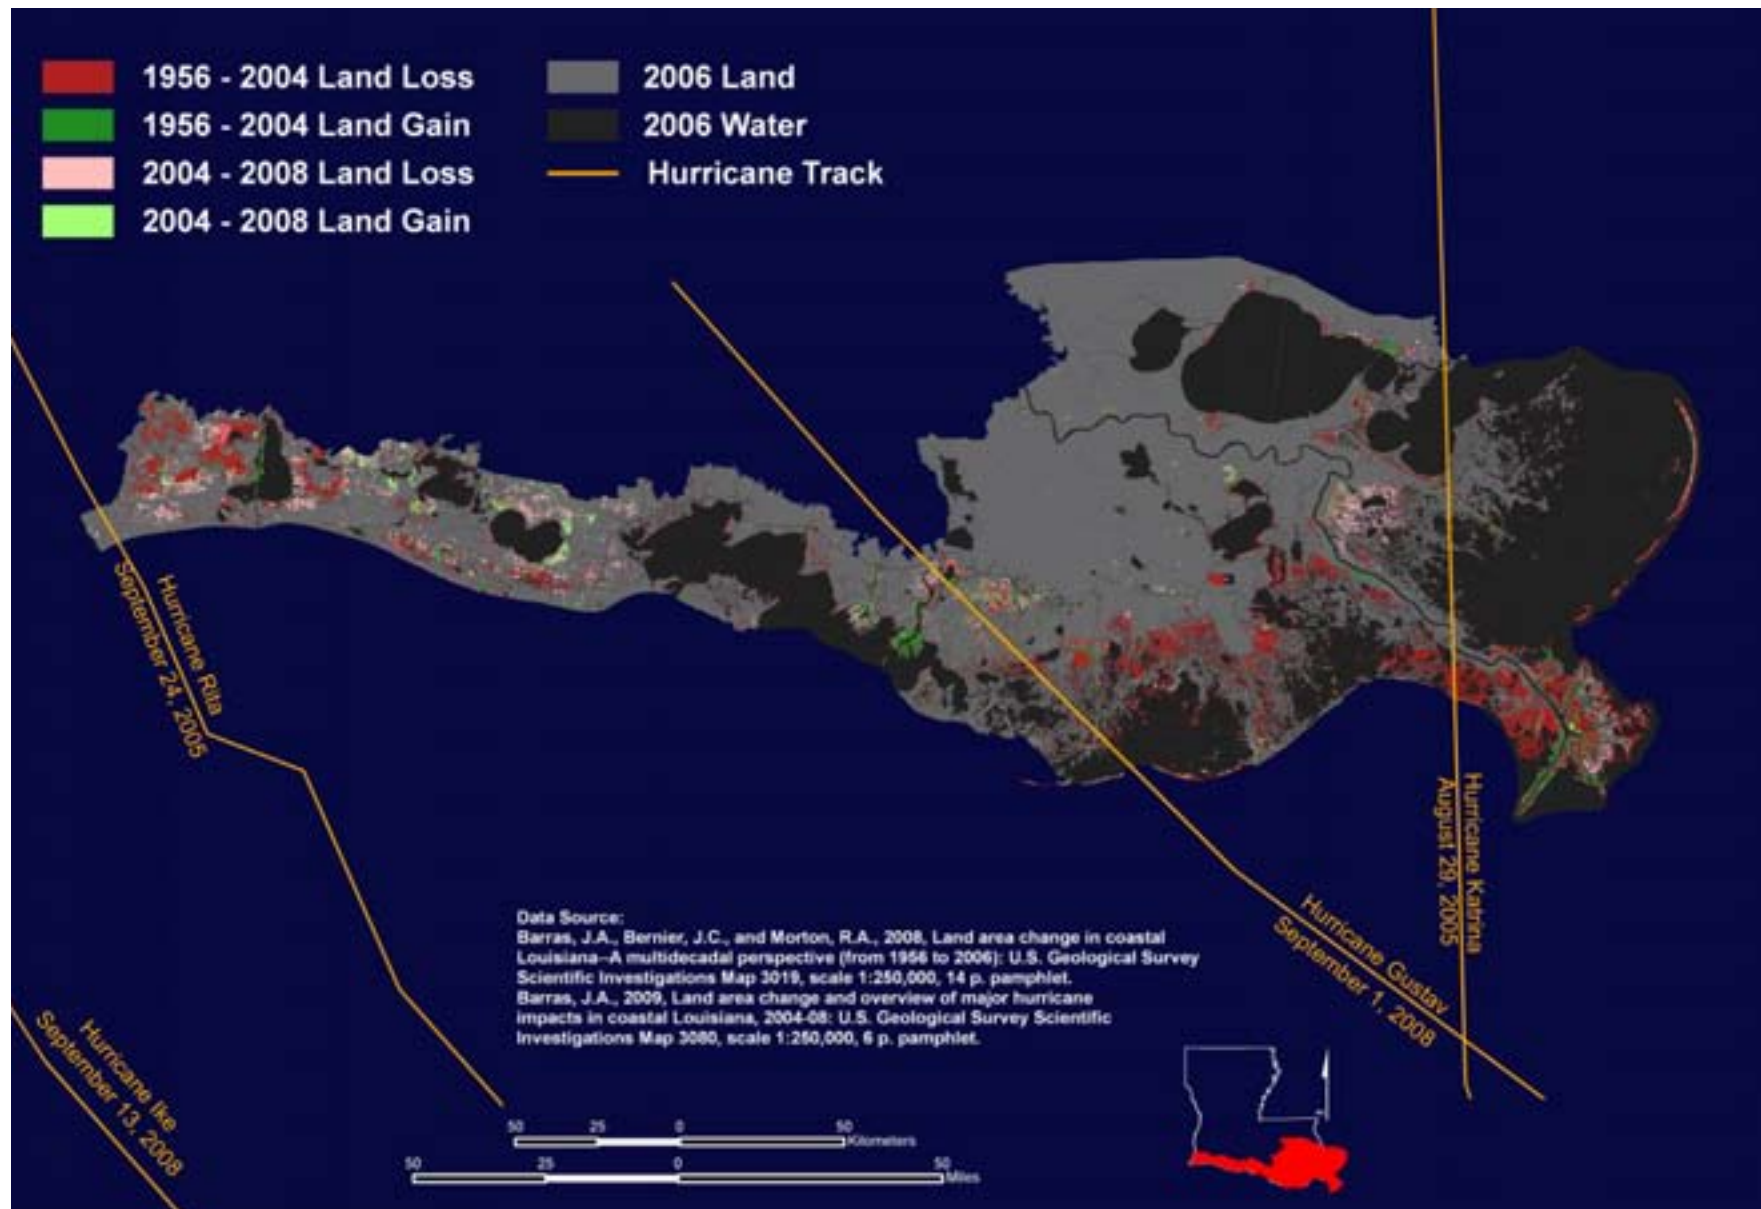 1956 - 2004 Land Loss
1956 - 2004 Land Gain
2004 - 2008 Land Loss
2004 - 2008 Land Gain
2006 Land
2006 Water
Hurricane Track
Hurricane Rita
September 24, 2005
Hurricane Katrina
August 29, 2005
Hurricane Gustav
September 1, 2008
Hurricane Ike
September 13, 2008
Data Source:
Barras, J.A., Bernier, J.C., and Morton, R.A., 2008, Land area change in coastal
Louisiana--A multidecadal perspective (from 1956 to 2006): U.S. Geological Survey
Scientific Investigations Map 3019, scale 1:250,000, 14 p. pamphlet.
Barras, J.A., 2009, Land area change and overview of major hurricane
impacts in coastal Louisiana, 2004-08: U.S. Geological Survey Scientific
Investigations Map 3080, scale 1:250,000, 6 p. pamphlet.
50 25 0 50
Kilometers
50 25 0 50
Miles